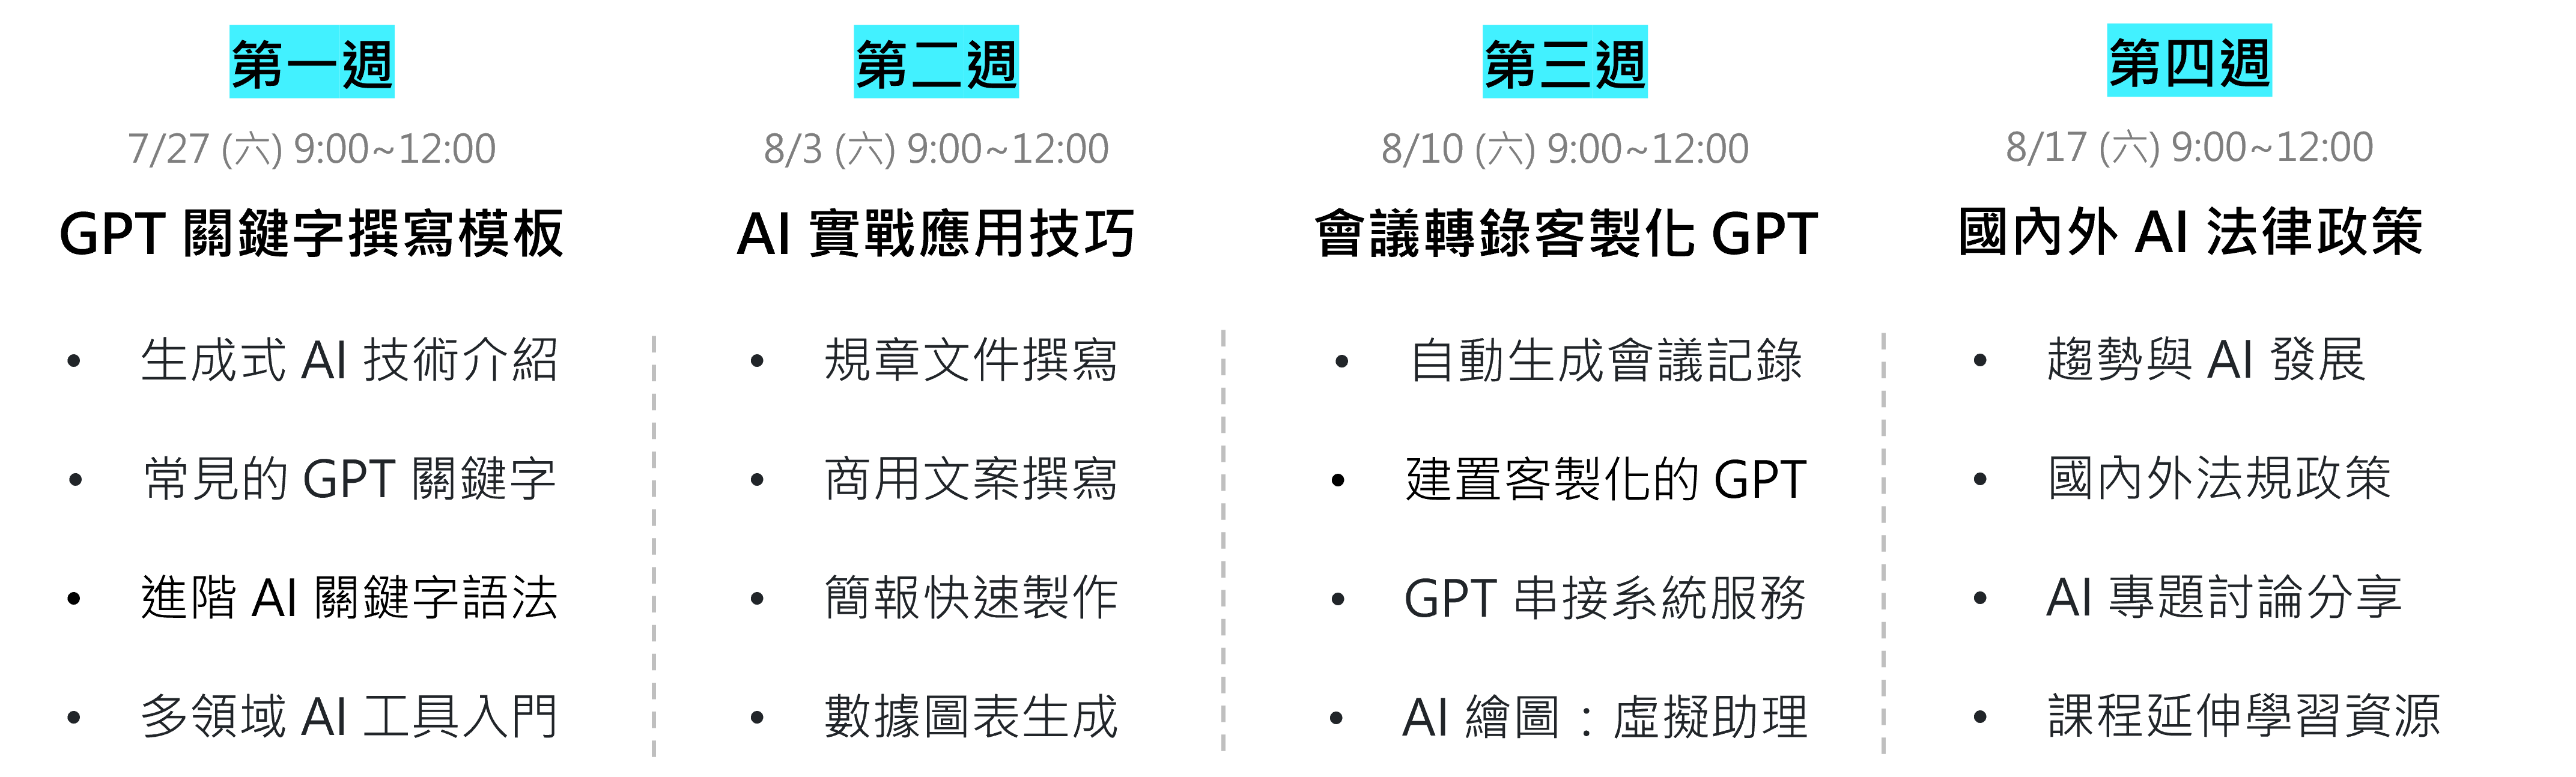 第一週
7/27 (六) 9:00~12:00
GPT 關鍵字撰寫模板
• 生成式 AI 技術介紹
• 常見的 GPT 關鍵字
• 進階 AI 關鍵字語法
• 多領域 AI 工具入門
第二週
8/3 (六) 9:00~12:00
AI 實戰應用技巧
• 規章文件撰寫
• 商用文案撰寫
• 簡報快速製作
• 數據圖表生成
第三週
8/10 (六) 9:00~12:00
會議轉錄客製化 GPT
• 自動生成會議記錄
• 建置客製化的 GPT
• GPT 串接系統服務
• AI 繪圖：虛擬助理
第四週
8/17 (六) 9:00~12:00
國內外 AI 法律政策
• 趨勢與 AI 發展
• 國內外法規政策
• AI 專題討論分享
• 課程延伸學習資源